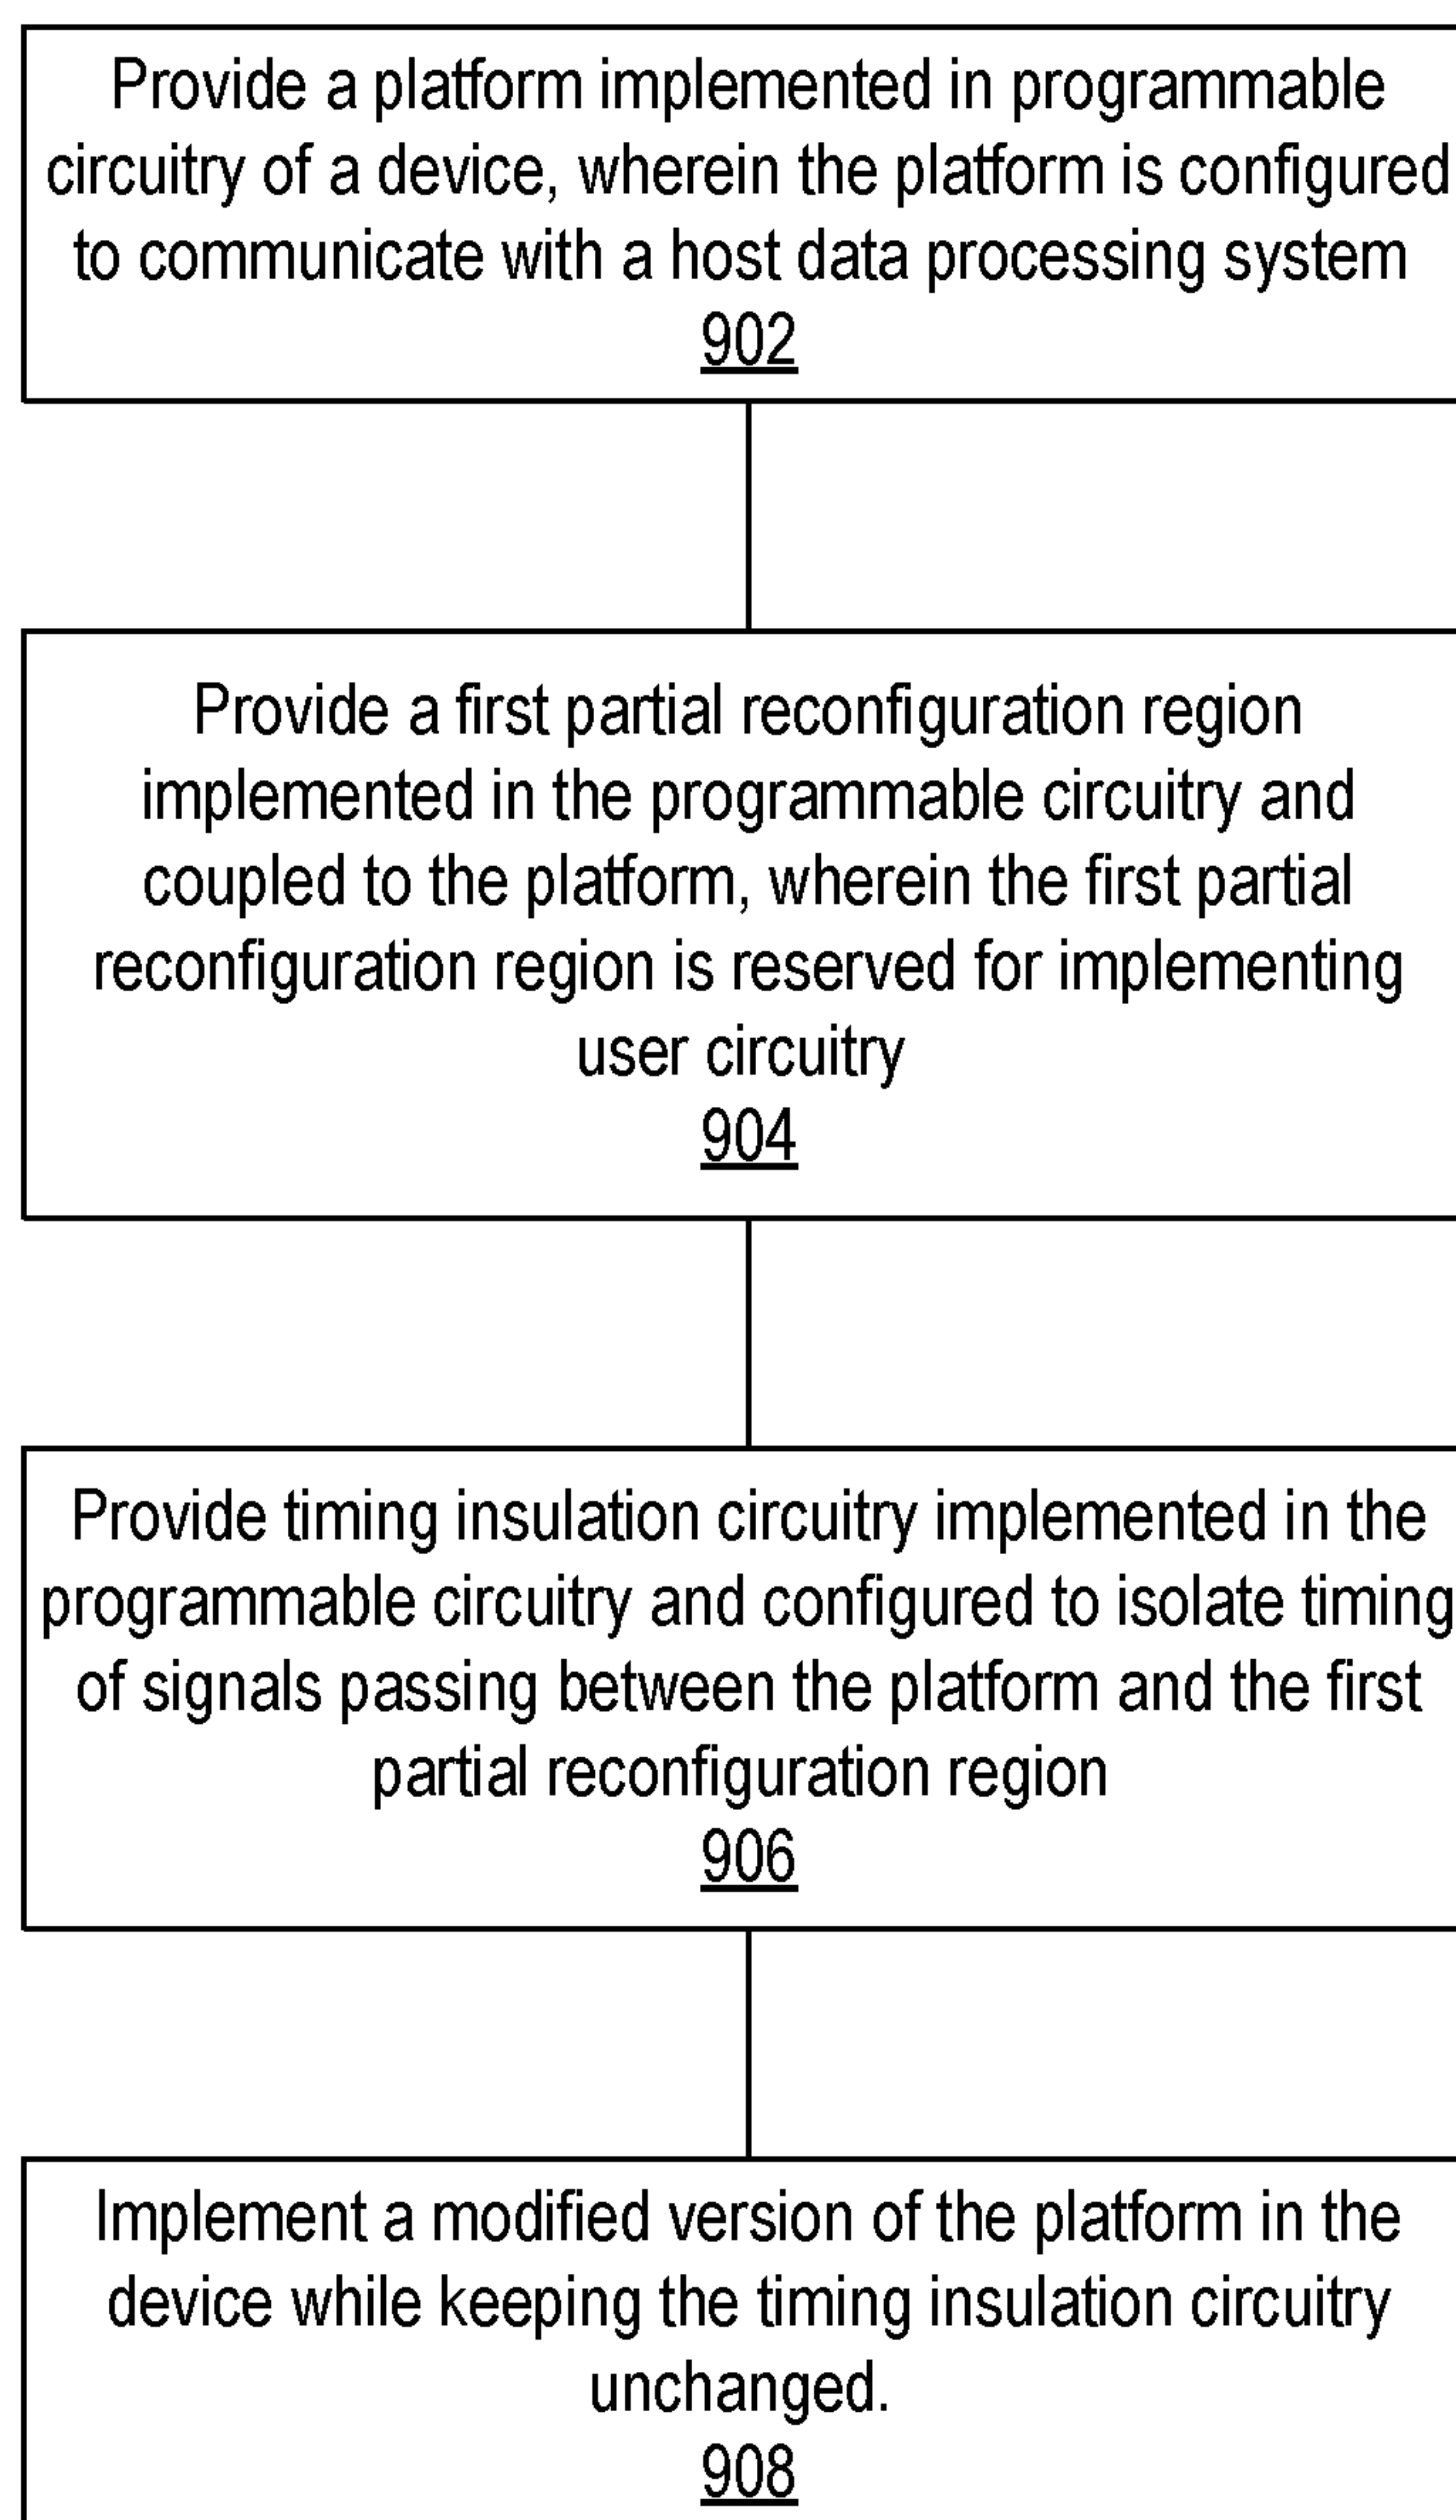 Provide a platform implemented in programmable
circuitry of a device, wherein the platform is configured
to communicate with a host data processing system
902
Provide a first partial reconfiguration region
implemented in the programmable circuitry and
coupled to the platform, wherein the first partial
reconfiguration region is reserved for implementing
user circuitry
904
Provide timing insulation circuitry implemented in the
programmable circuitry and configured to isolate timing
of signals passing between the platform and the first
partial reconfiguration region
906
Implement a modified version of the platform in the
device while keeping the timing insulation circuitry
unchanged.
908